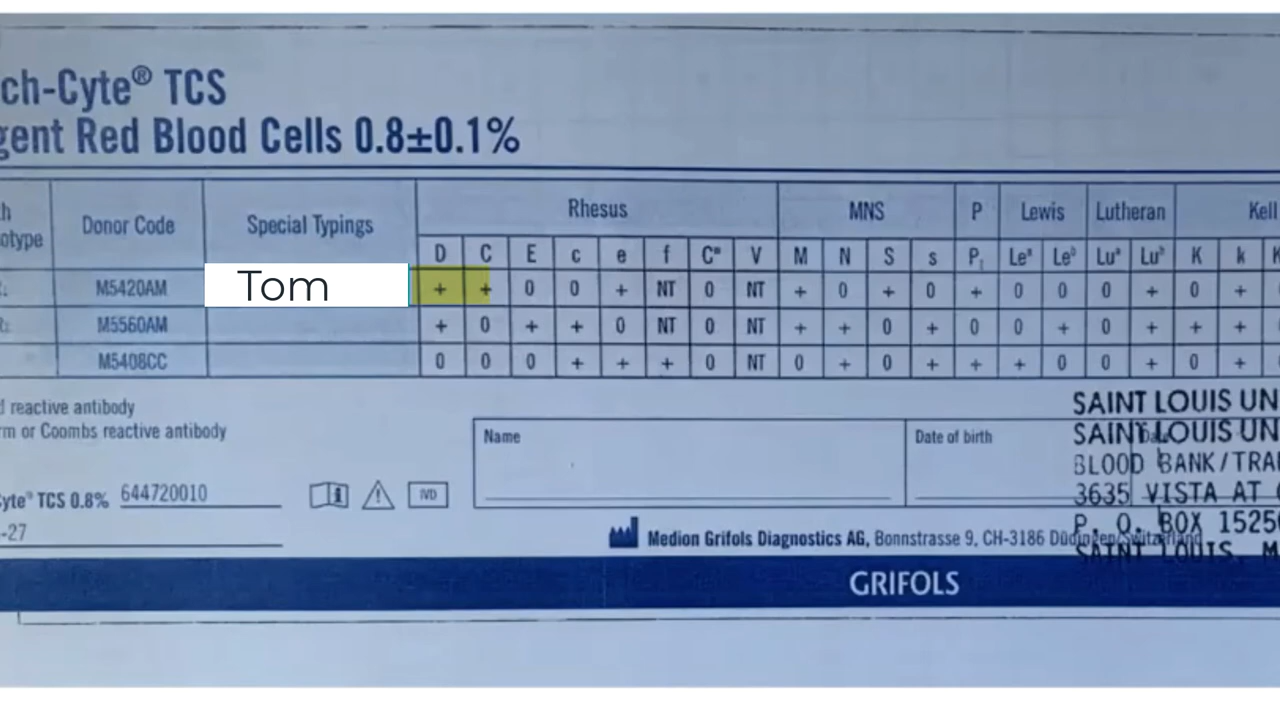 ch-Cyte® TCS
gent Red Blood Cells 0.8±0.1%
h otype Donor Code Special Typings Rhesus MNS P Lewis Lutheran Kell
D C E c e f Cʷ V M N S s P₁ Leᵃ Leᵇ Luᵃ Luᵇ K k K
M5420AM Tom + + 0 0 + NT 0 NT + 0 + 0 + 0 0 0 + 0 +
M5560AM + 0 + + 0 NT 0 NT + + 0 + 0 0 + 0 + + +
M5408CC 0 0 0 + + + 0 NT 0 + 0 + + + 0 0 + 0 +
d reactive antibody
rm or Coombs reactive antibody
Name Date of birth
yte® TCS 0.8% 644720010 IVD
-27
Medion Grifols Diagnostics AG, Bonnstrasse 9, CH-3186 Düdingen/Switzerland
SAINT LOUIS UN
SAINT LOUIS UN
BLOOD BANK/TRA
3635 VISTA AT
P. O. BOX 1525
SAINT LOUIS, M
GRIFOLS